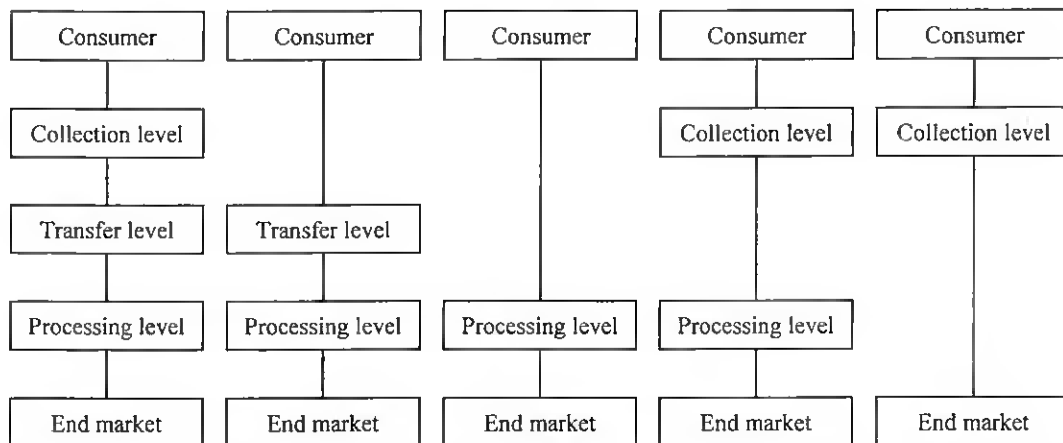 Consumer
Consumer
Consumer
Consumer
Consumer
Collection level
Collection level
Collection level
Transfer level
Transfer level
Processing level
Processing level
Processing level
Processing level
End market
End market
End market
End market
End market